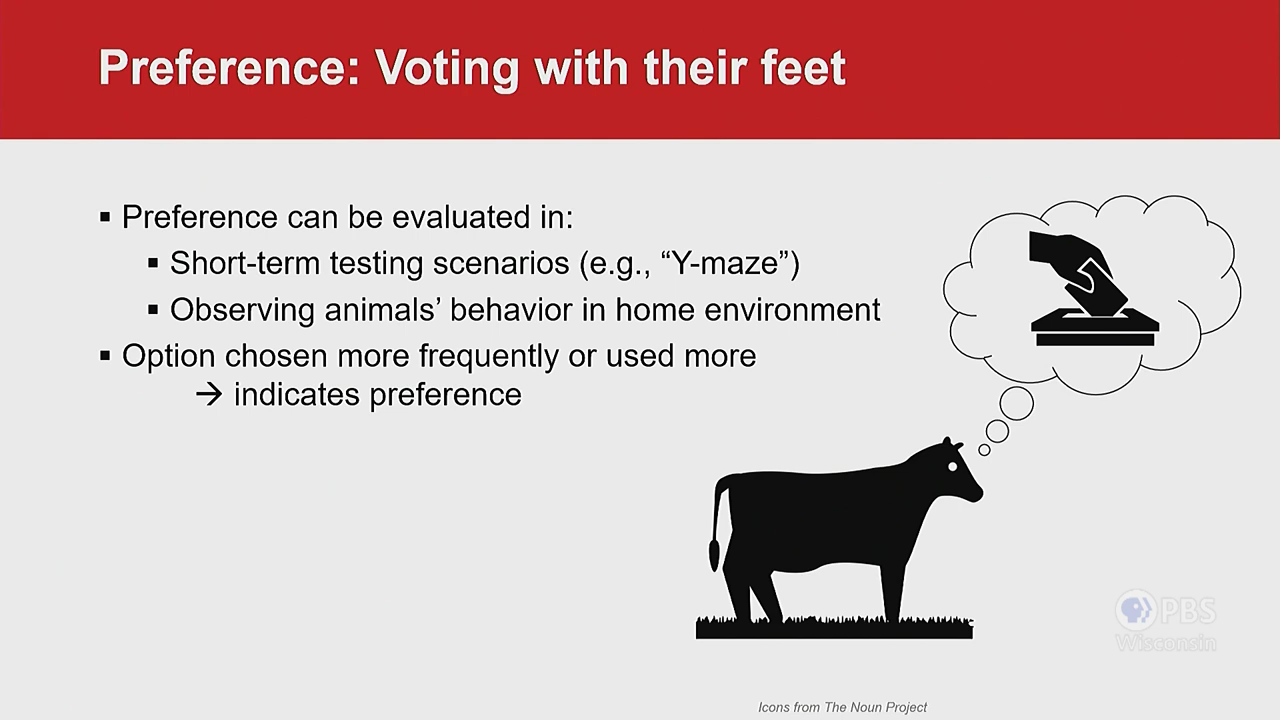 Preference: Voting with their feet
▪ Preference can be evaluated in:
▪ Short-term testing scenarios (e.g., “Y-maze”)
▪ Observing animals’ behavior in home environment
▪ Option chosen more frequently or used more
→ indicates preference
PBS
Wisconsin
Icons from The Noun Project